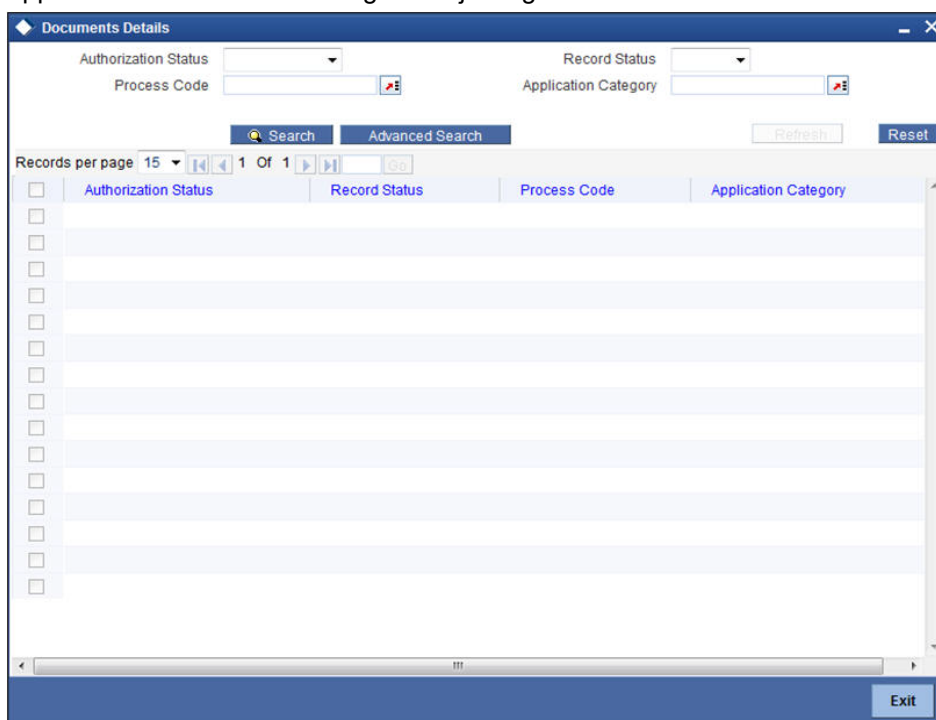 Documents Details
Authorization Status Record Status
Process Code Application Category
Search Advanced Search Refresh Reset
Records per page 15 1 Of 1 Go
Authorization Status Record Status Process Code Application Category
Exit